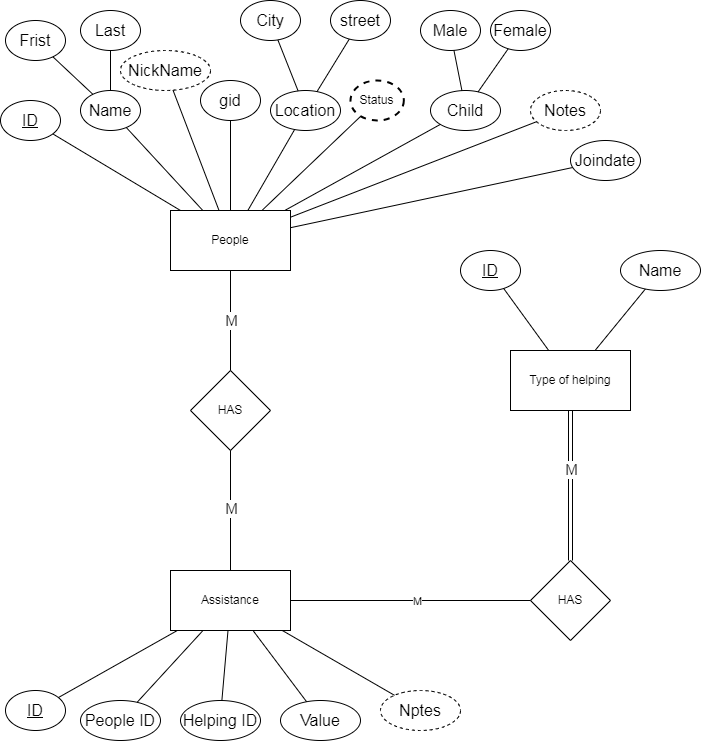 City
street
Last
Male
Female
Frist
NickName
Status
gid
Name
Location
Child
Notes
ID
Joindate
People
ID
Name
M
Type of helping
HAS
M
M
Assistance
M
HAS
ID
People ID
Helping ID
Value
Nptes